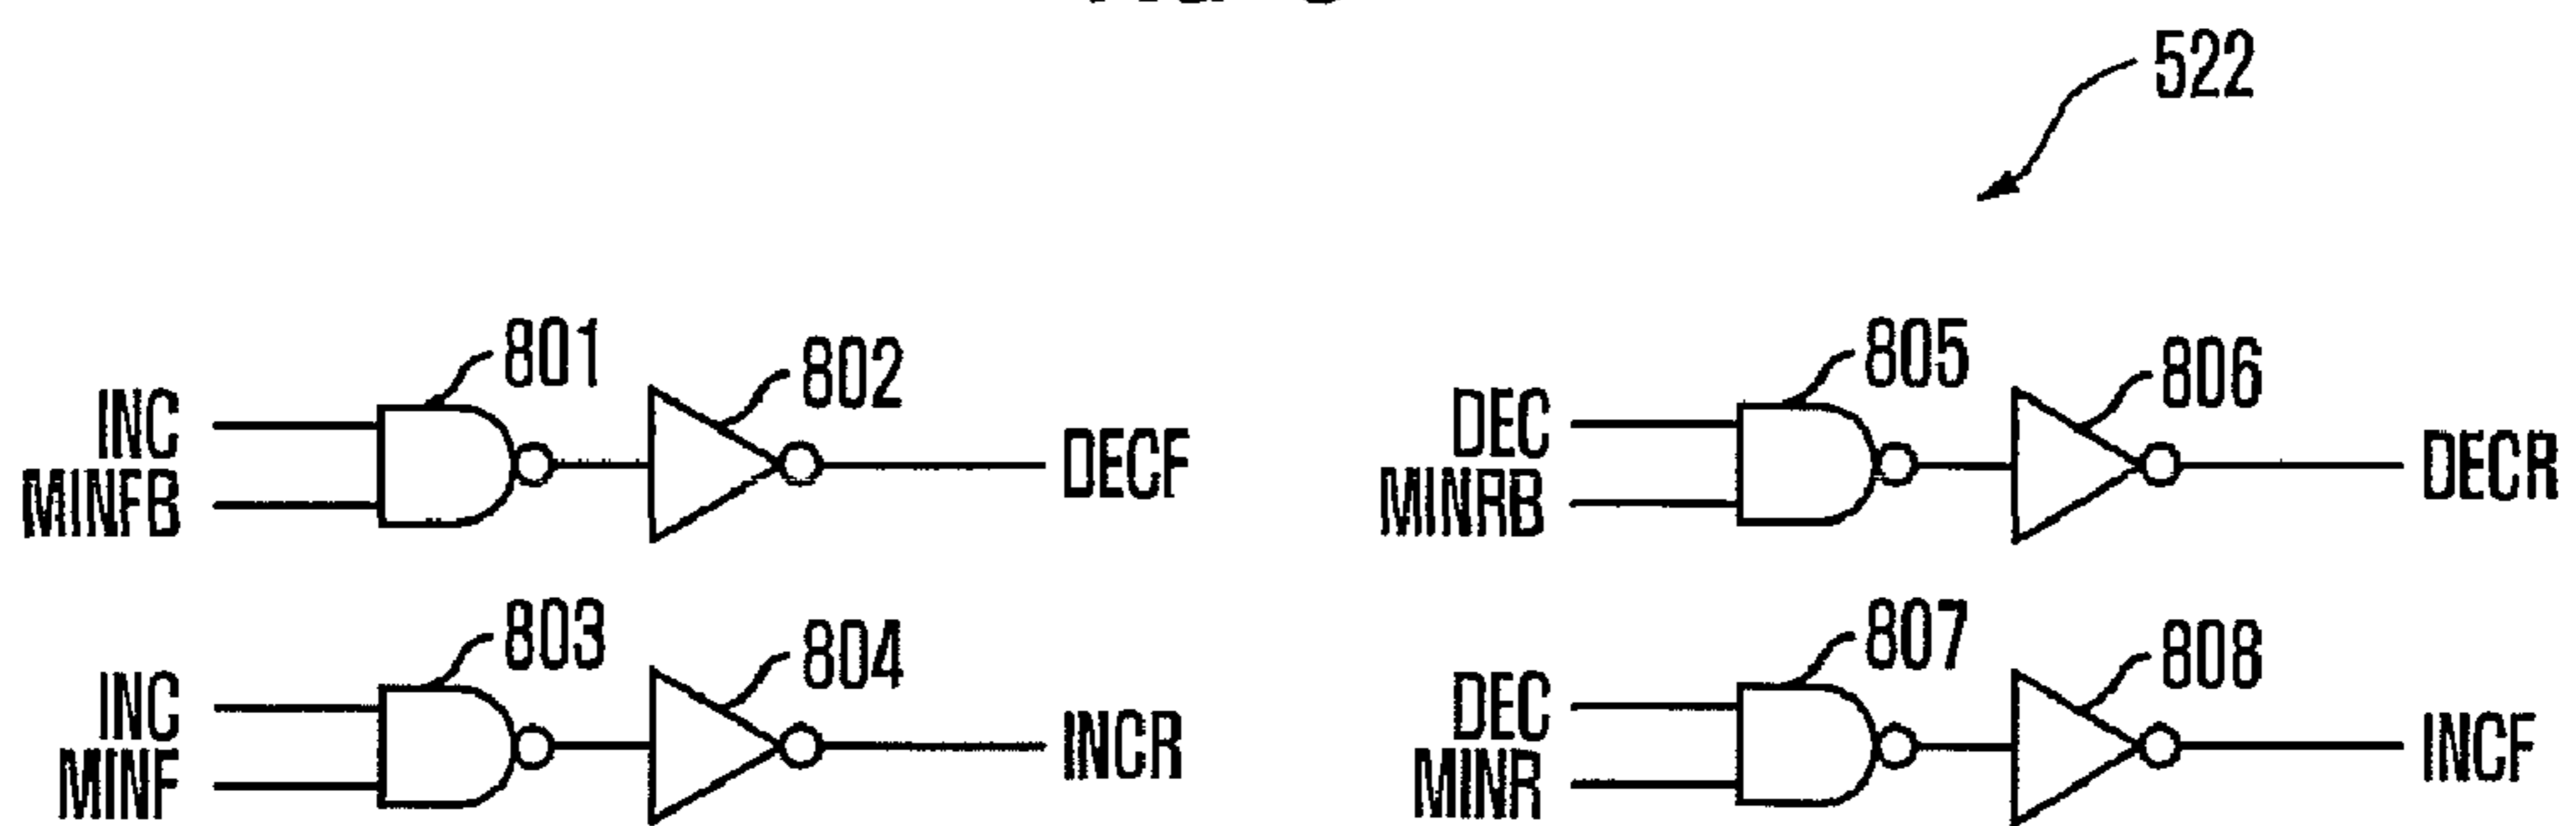 522
801
802
INC
MINFB
DECF
803
804
INC
MINF
INCR
805
806
DEC
MINRB
DECR
807
808
DEC
MINR
INCF